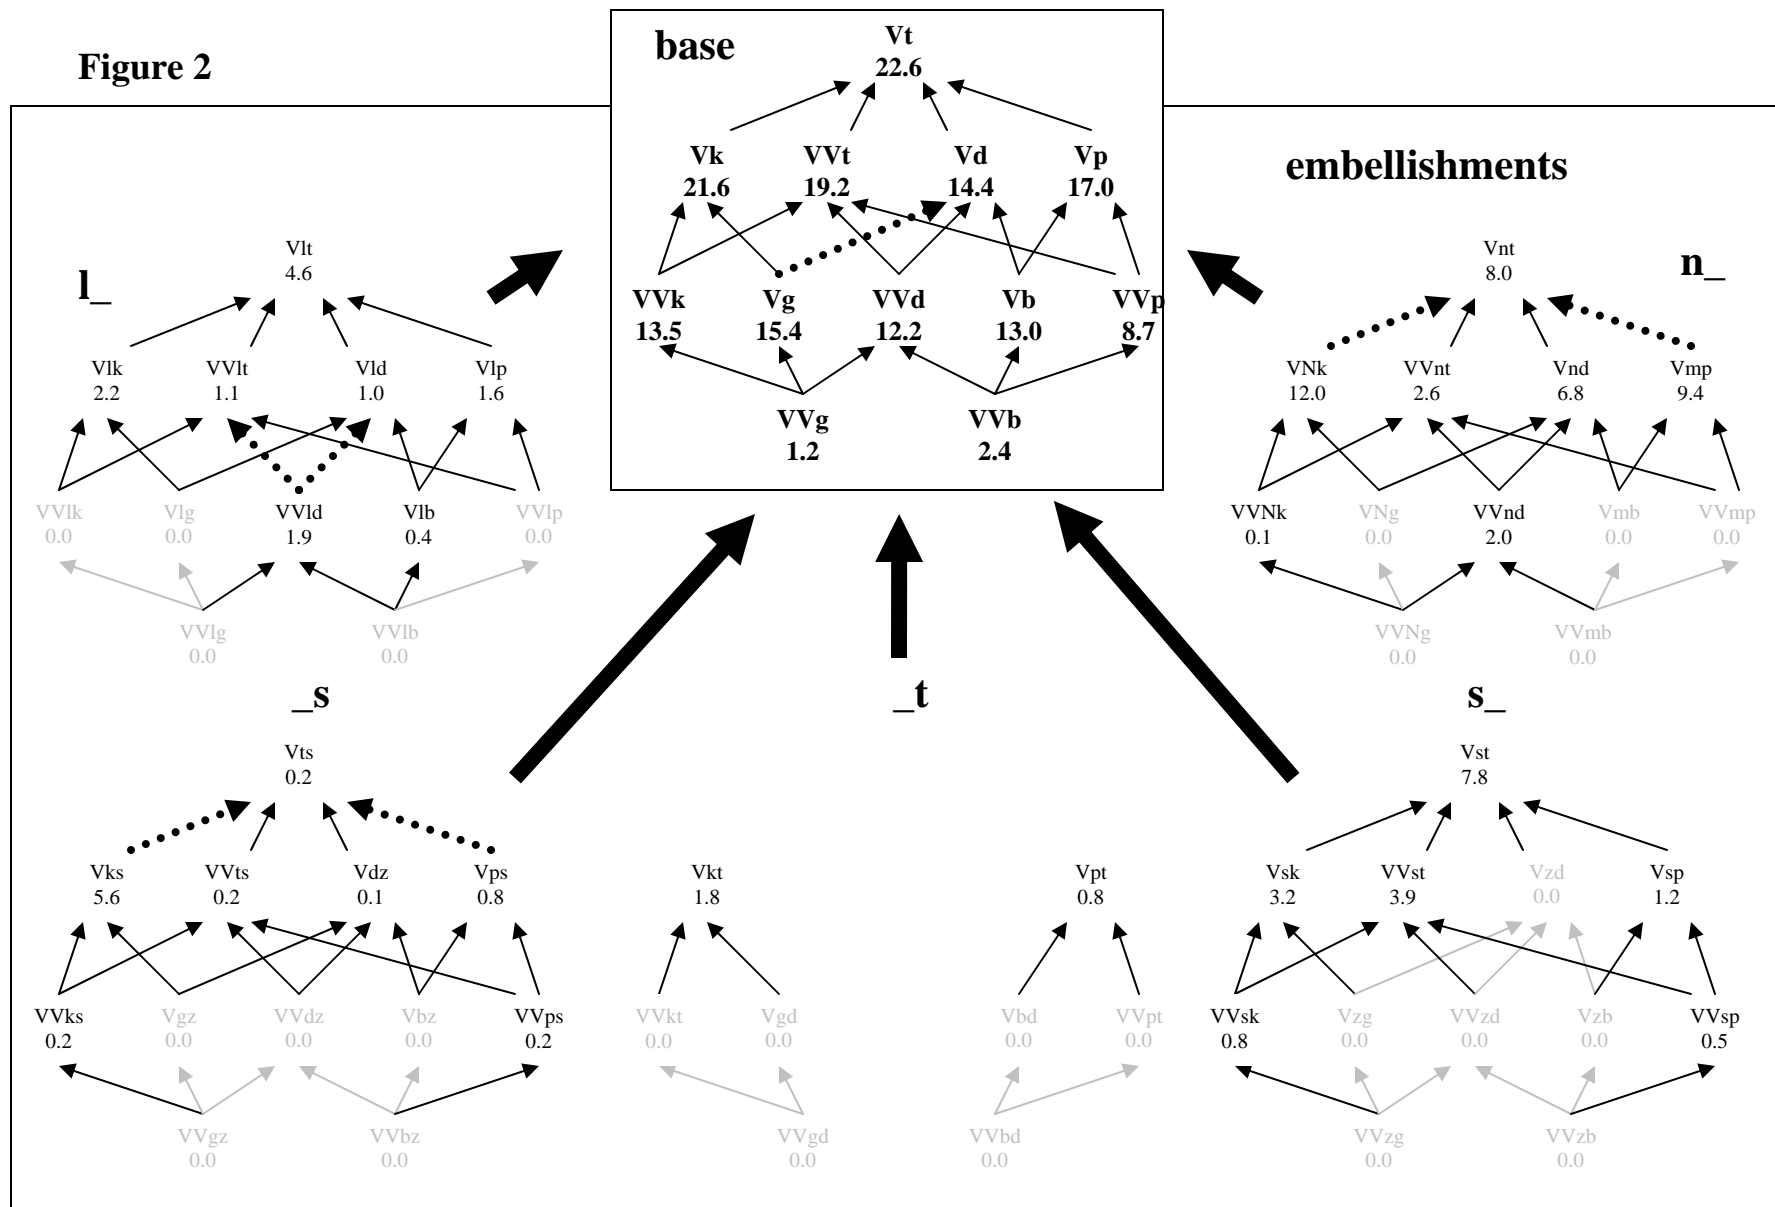 Figure 2
base
Vt
22.6
Vk VVt Vd Vp
21.6 19.2 14.4 17.0
VVk Vg VVd Vb VVp
13.5 15.4 12.2 13.0 8.7
VVg VVb
1.2 2.4
embellishments
l_
Vlt
4.6
Vlk VVlt Vld Vlp
2.2 1.1 1.0 1.6
VVlk Vlg VVld Vlb VVlp
0.0 0.0 1.9 0.4 0.0
VVlg VVlb
0.0 0.0
n_
Vnt
8.0
VNk VVnt Vnd Vmp
12.0 2.6 6.8 9.4
VVNk VNg VVnd Vmb VVmp
0.1 0.0 2.0 0.0 0.0
VVNg VVmb
0.0 0.0
_s
Vts
0.2
Vks VVts Vdz Vps
5.6 0.2 0.1 0.8
VVks Vgz VVdz Vbz VVps
0.2 0.0 0.0 0.0 0.2
VVgz VVbz
0.0 0.0
_t
Vkt Vpt
1.8 0.8
VVkt Vgd Vbd VVpt
0.0 0.0 0.0 0.0
VVgd VVbd
0.0 0.0
s_
Vst
7.8
Vsk VVst Vzd Vsp
3.2 3.9 0.0 1.2
VVsk Vzg VVzd Vzb VVsp
0.8 0.0 0.0 0.0 0.5
VVzg VVzb
0.0 0.0